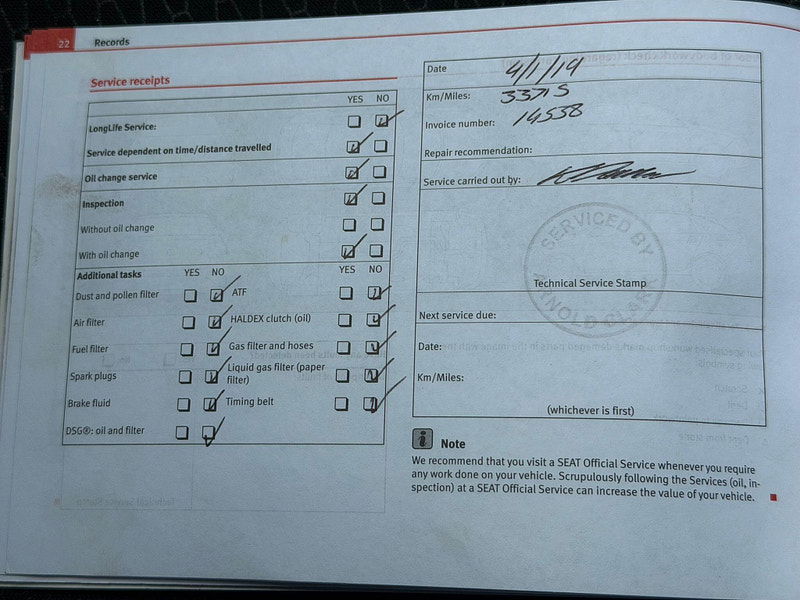 22 Records
Service receipts
YES NO
LongLife Service:
Service dependent on time/distance travelled
Oil change service
Inspection
Without oil change
With oil change
Additional tasks YES NO YES NO
Dust and pollen filter ATF
Air filter HALDEX clutch (oil)
Fuel filter Gas filter and hoses
Spark plugs Liquid gas filter (paper
filter)
Brake fluid Timing belt
DSG®: oil and filter
Date 4/1/19
Km/Miles: 33715
Invoice number: 14538
Repair recommendation:
Service carried out by:
SERVICED BY
Technical Service Stamp
ARNOLD CLARK
Next service due:
Date:
Km/Miles:
(whichever is first)
i Note
We recommend that you visit a SEAT Official Service whenever you require
any work done on your vehicle. Scrupulously following the Services (oil, in-
spection) at a SEAT Official Service can increase the value of your vehicle.